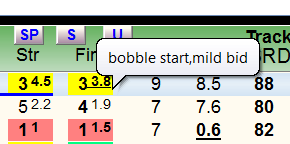 SP S U Track
Str Fin RD
bobble start,mild bid
3 4.5 3 3.8 9 8.5 88
5 2.2 4 1.9 7 7.6 80
1 1 1 1.5 7 0.6 82